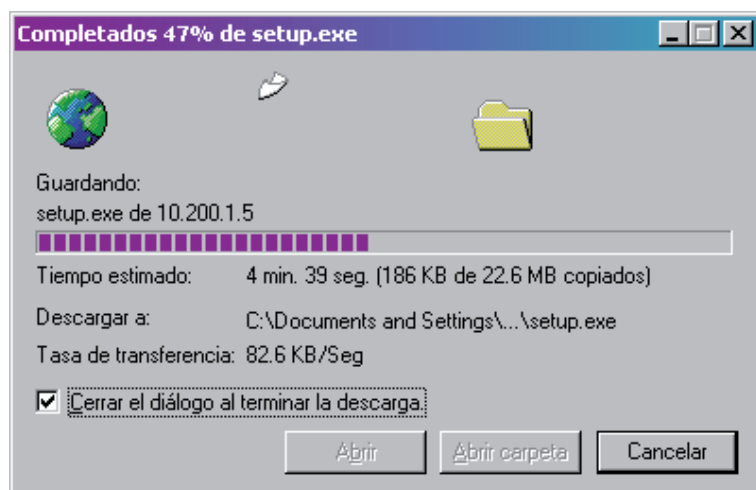 Completados 47% de setup.exe
Guardando:
setup.exe de 10.200.1.5
Tiempo estimado: 4 min. 39 seg. (186 KB de 22.6 MB copiados)
Descargar a: C:\Documents and Settings\...\setup.exe
Tasa de transferencia: 82.6 KB/Seg
Cerrar el diálogo al terminar la descarga.
Abrir Abrir carpeta Cancelar